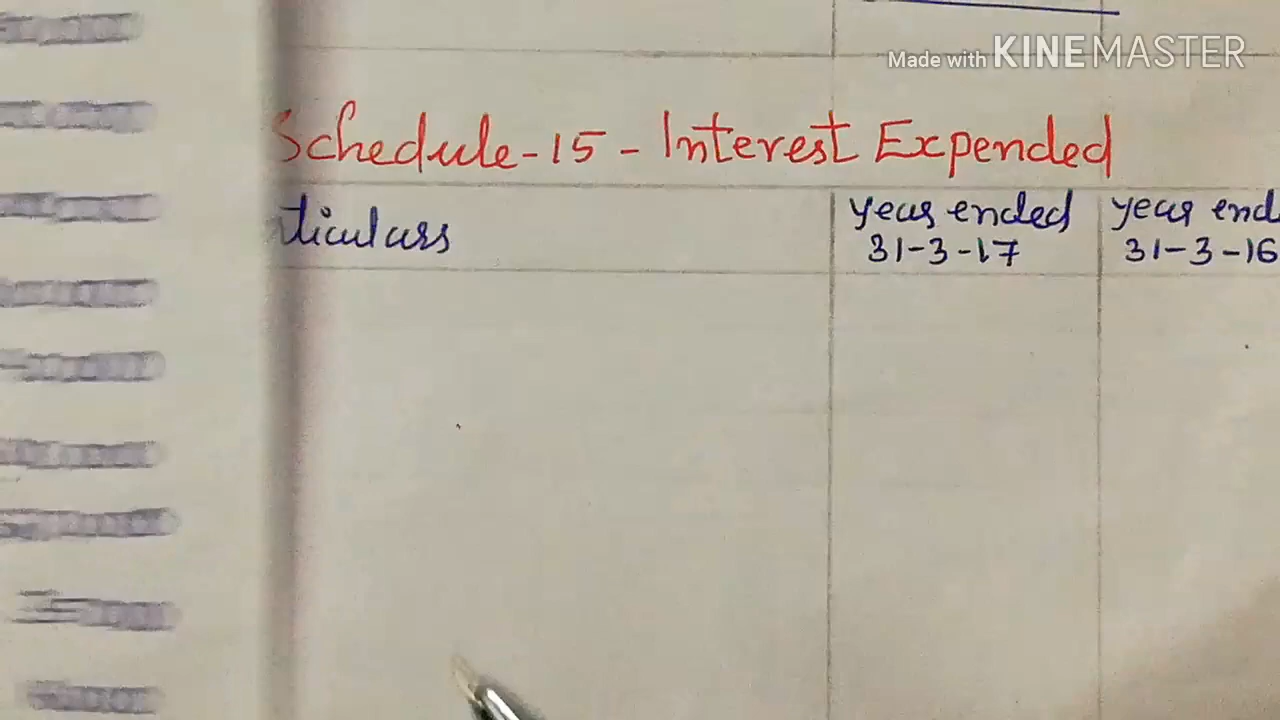 Made with KINEMASTER
Schedule-15 - Interest Expended
ticulars year ended year end
31-3-17 31-3-16